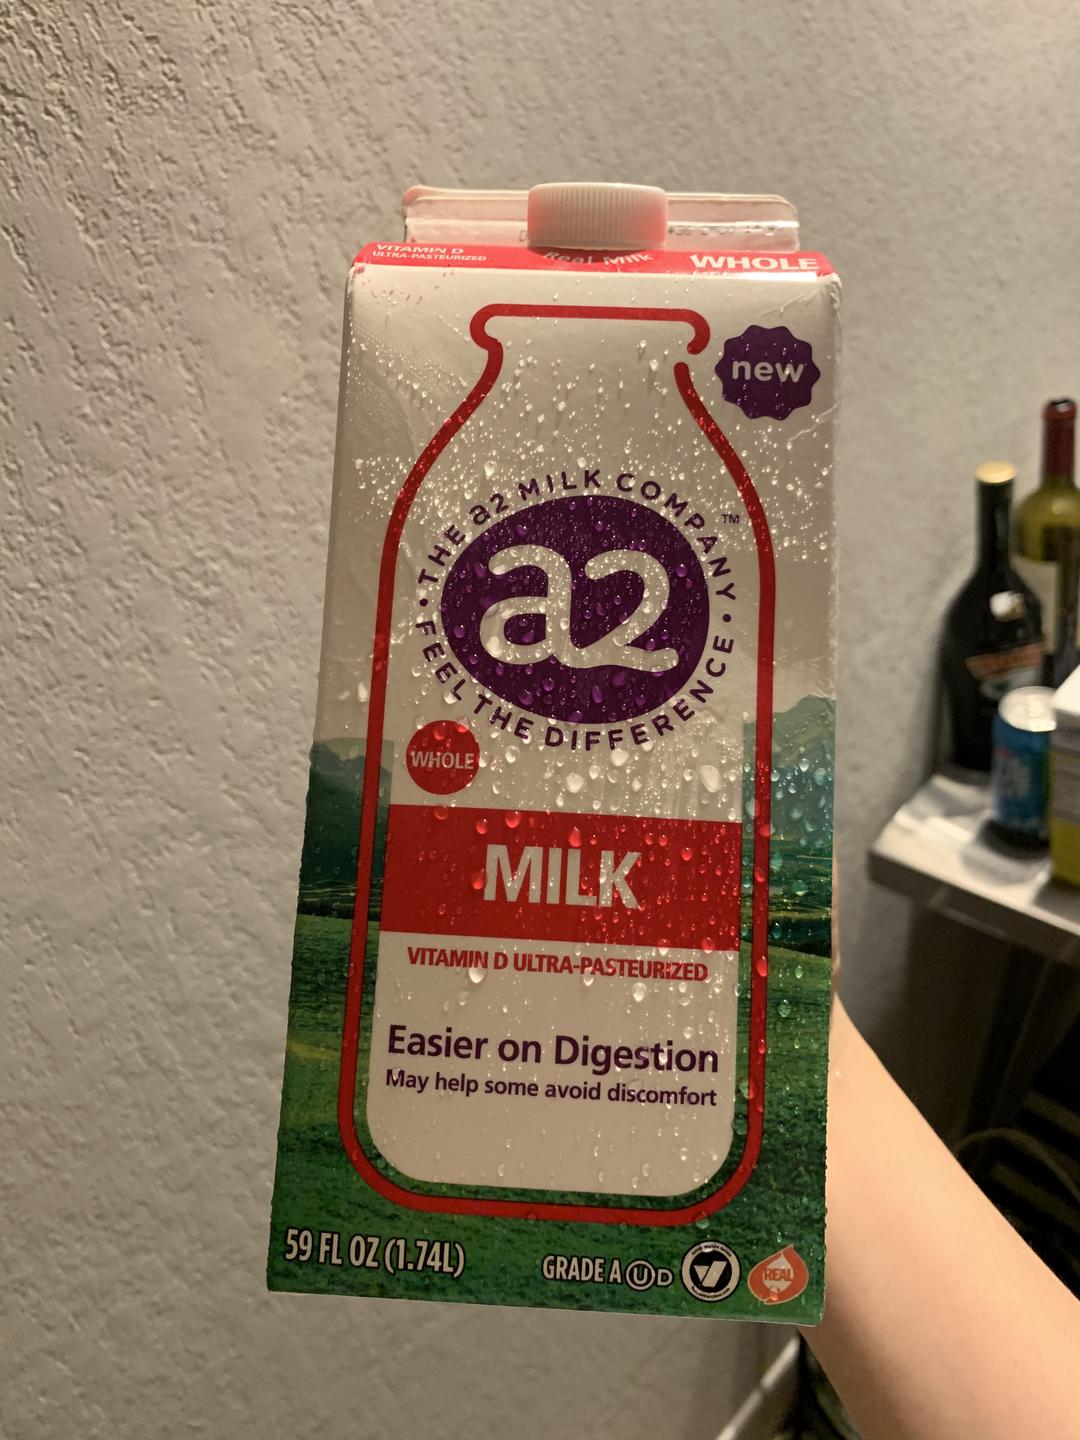 VITAMIN D
ULTRA-PASTEURIZED
Real Milk
WHOLE
new
THE a2 MILK COMPANY
™
a2
FEEL THE DIFFERENCE
WHOLE
MILK
VITAMIN D ULTRA-PASTEURIZED
Easier on Digestion
May help some avoid discomfort
59 FL OZ (1.74L)
GRADE A U D
REAL